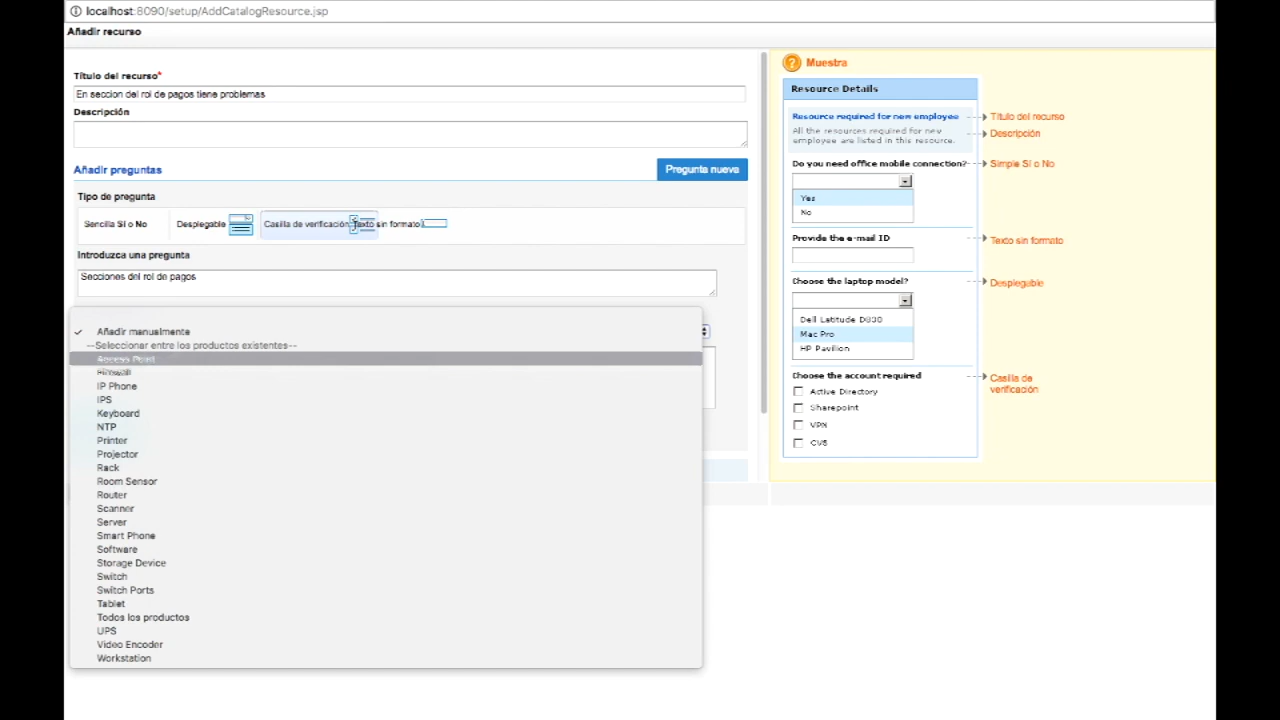 localhost:8090/setup/AddCatalogResource.jsp
Añadir recurso
Título del recurso*
En seccion del rol de pagos tiene problemas
Descripción
Añadir preguntas
Pregunta nueva
Tipo de pregunta
Sencilla Sí o No
Desplegable
Casilla de verificación
Texto sin formato
Introduzca una pregunta
Secciones del rol de pagos
✓ Añadir manualmente
--Seleccionar entre los productos existentes--
Access Point
Firewall
IP Phone
IPS
Keyboard
NTP
Printer
Projector
Rack
Room Sensor
Router
Scanner
Server
Smart Phone
Software
Storage Device
Switch
Switch Ports
Tablet
Todos los productos
UPS
Video Encoder
Workstation
? Muestra
Resource Details
Resource required for new employee
Título del recurso
All the resources required for new
employee are listed in this resource.
Descripción
Do you need office mobile connection?
Simple Sí o No
Yes
No
Provide the e-mail ID
Texto sin formato
Choose the laptop model?
Desplegable
Dell Latitude D830
Mac Pro
HP Pavilion
Choose the account required
Casilla de
verificación
Active Directory
Sharepoint
VPN
CVS